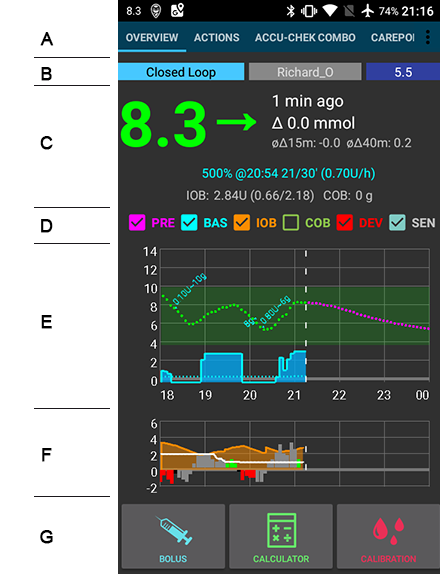 8.3 74% 21:16
A
OVERVIEW ACTIONS ACCU-CHEK COMBO CAREPOI
B
Closed Loop Richard_O 5.5
C
8.3 → 1 min ago
Δ 0.0 mmol
øΔ15m: -0.0 øΔ40m: 0.2
500% @20:54 21/30' (0.70U/h)
IOB: 2.84U (0.66/2.18) COB: 0 g
D
PRE BAS IOB COB DEV SEN
E
14
12
10
8
6
4
2
0
0.10U~10g
8g
0.80U~6g
18 19 20 21 22 23 00
F
6
4
2
0
-2
G
BOLUS CALCULATOR CALIBRATION